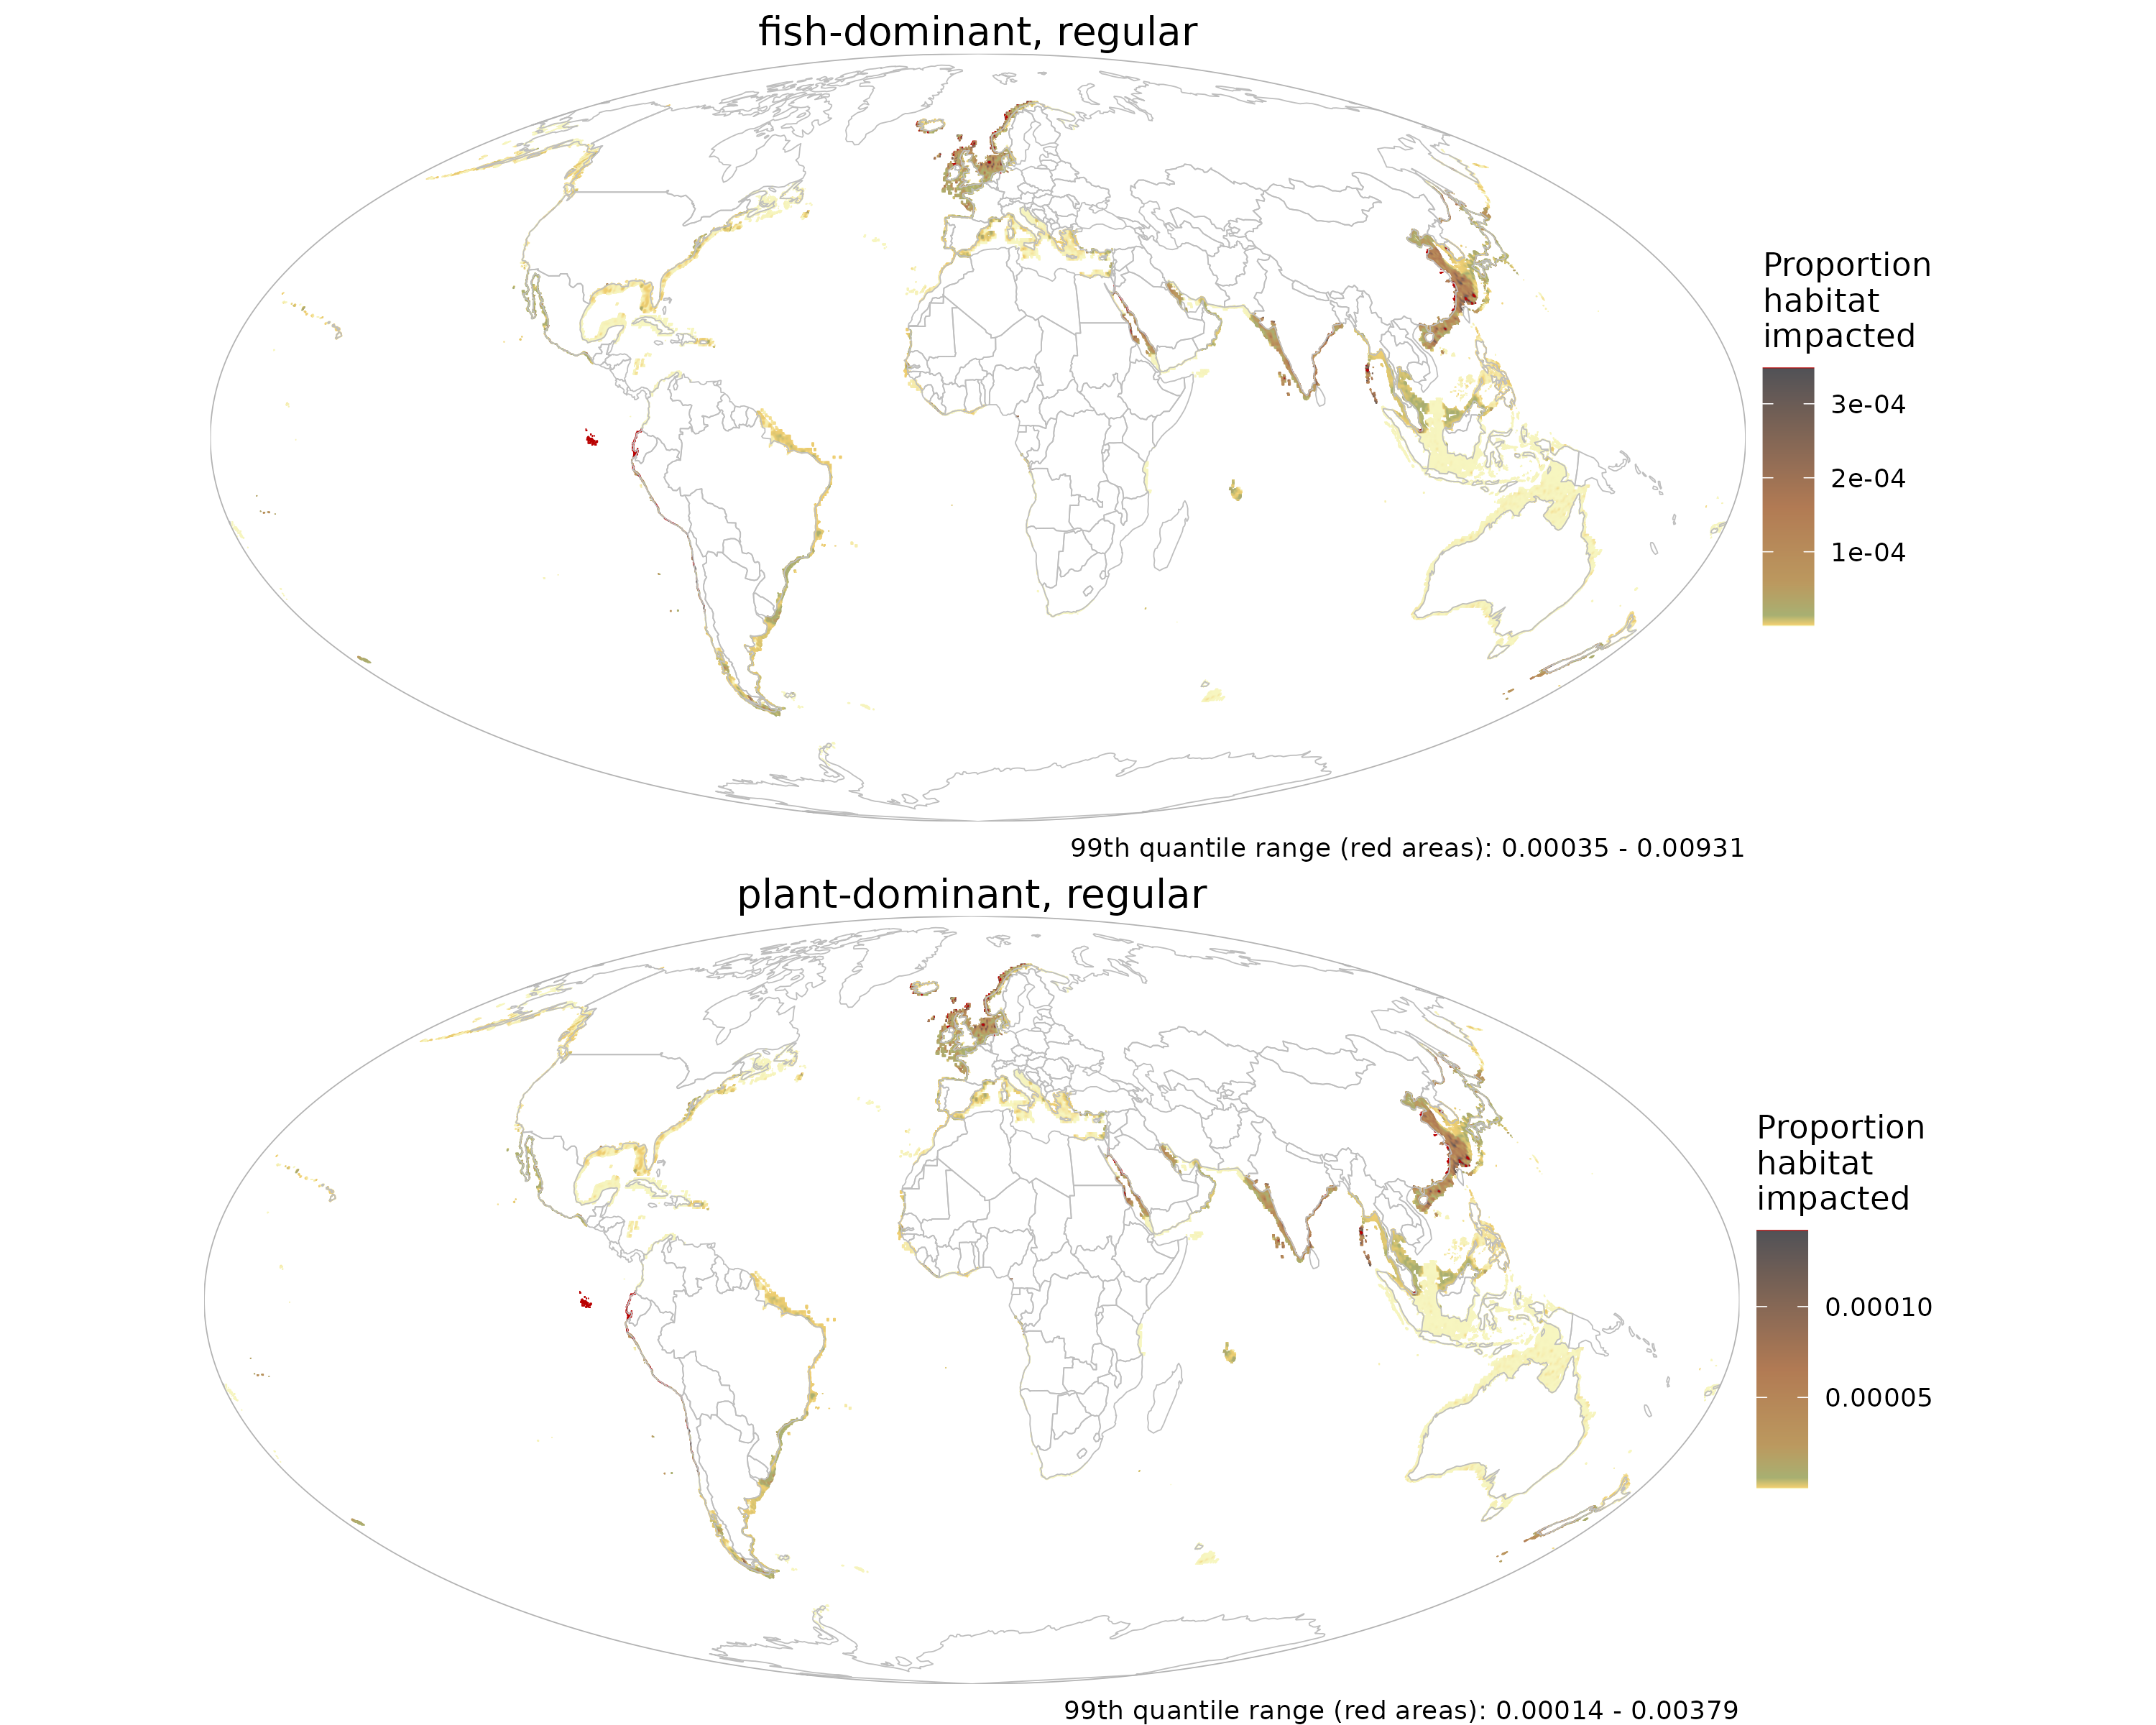 fish-dominant, regular
Proportion
habitat
impacted
3e-04
2e-04
1e-04
99th quantile range (red areas): 0.00035 - 0.00931
plant-dominant, regular
Proportion
habitat
impacted
0.00010
0.00005
99th quantile range (red areas): 0.00014 - 0.00379